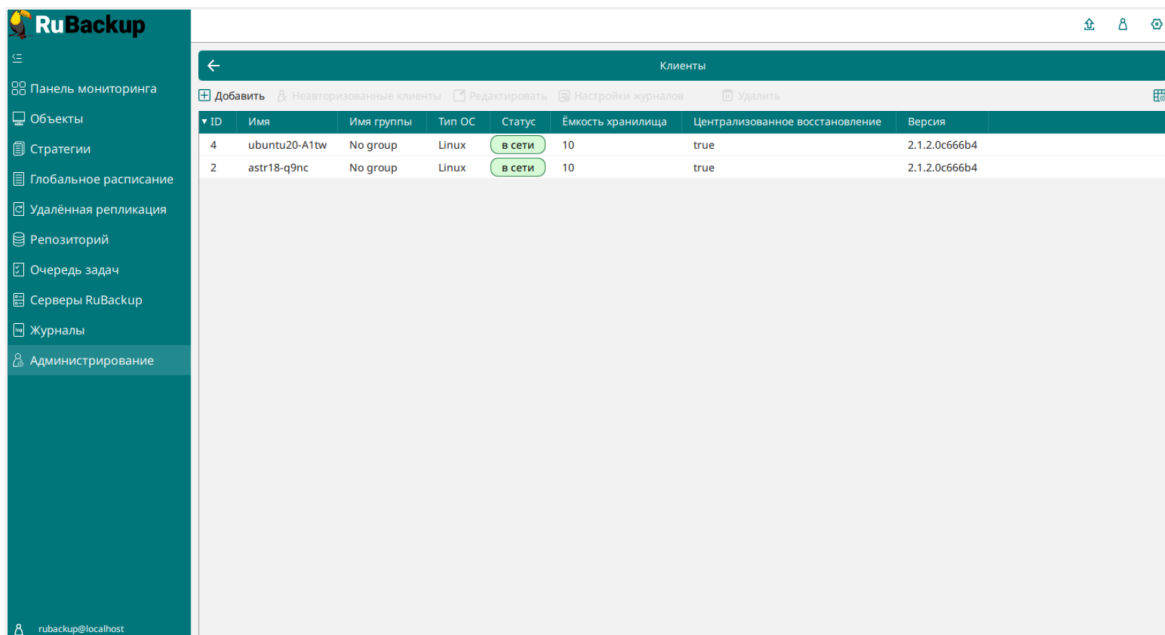 RuBackup
Панель мониторинга
Объекты
Стратегии
Глобальное расписание
Удалённая репликация
Репозиторий
Очередь задач
Серверы RuBackup
Журналы
Администрирование
rubackup@localhost
Клиенты
Добавить Неавторизованные клиенты Редактировать Настройки журналов Удалить
ID Имя Имя группы Тип ОС Статус Ёмкость хранилища Централизованное восстановление Версия
4 ubuntu20-A1tw No group Linux в сети 10 true 2.1.2.0c666b4
2 astr18-q9nc No group Linux в сети 10 true 2.1.2.0c666b4